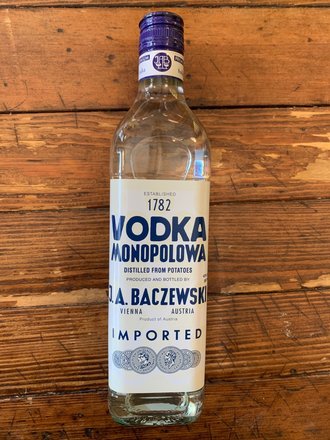 ESTABLISHED
1782
VODKA
MONOPOLOWA
DISTILLED FROM POTATOES
PRODUCED AND BOTTLED BY
J. A. BACZEWSKI
VIENNA AUSTRIA
Product of Austria
IMPORTED